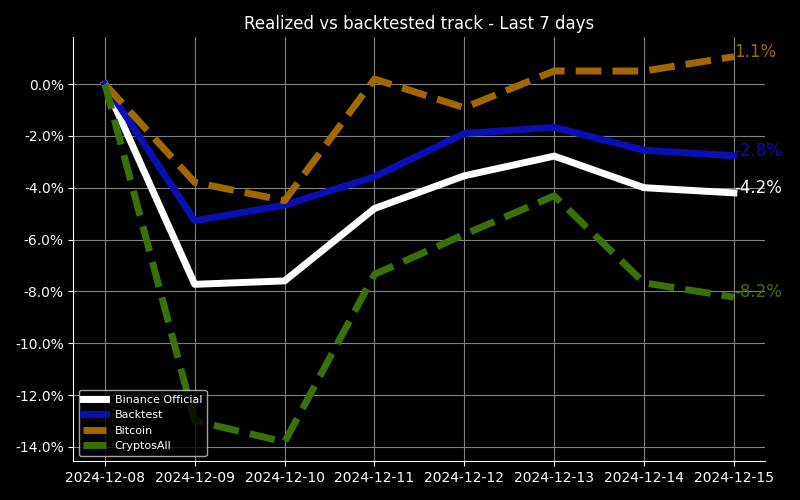 Realized vs backtested track - Last 7 days
1.1%
0.0%
-2.0%
-2.8%
-4.0%
-4.2%
-6.0%
-8.0%
-8.2%
-10.0%
-12.0%
-14.0%
Binance Official
Backtest
Bitcoin
CryptosAll
2024-12-08 2024-12-09 2024-12-10 2024-12-11 2024-12-12 2024-12-13 2024-12-14 2024-12-15